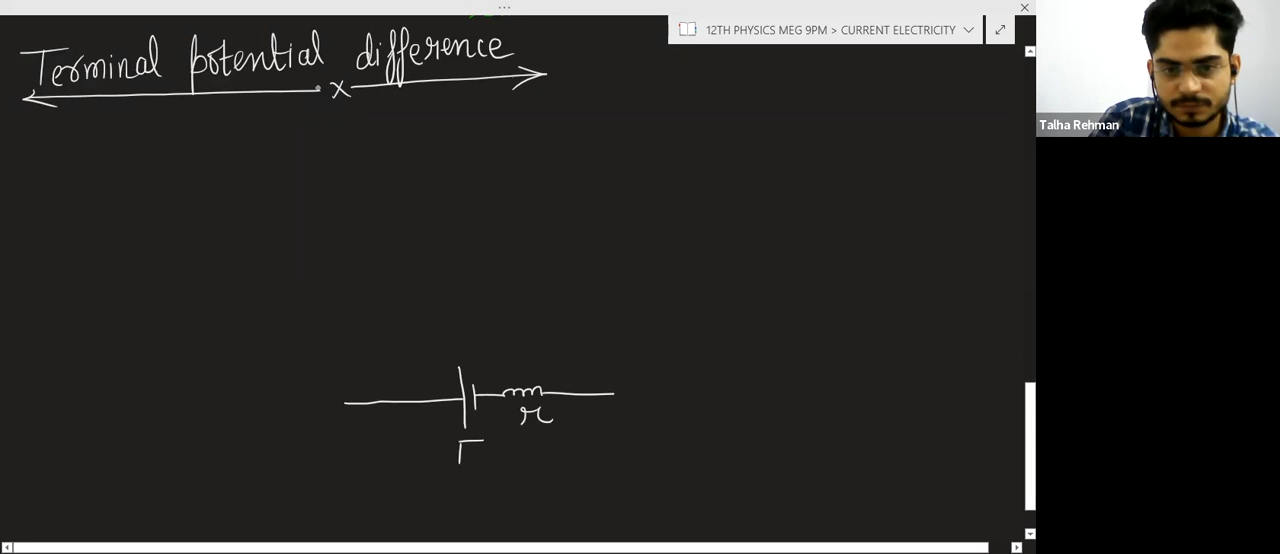 12TH PHYSICS MEG 9PM > CURRENT ELECTRICITY
Terminal potential difference
Talha Rehman
r